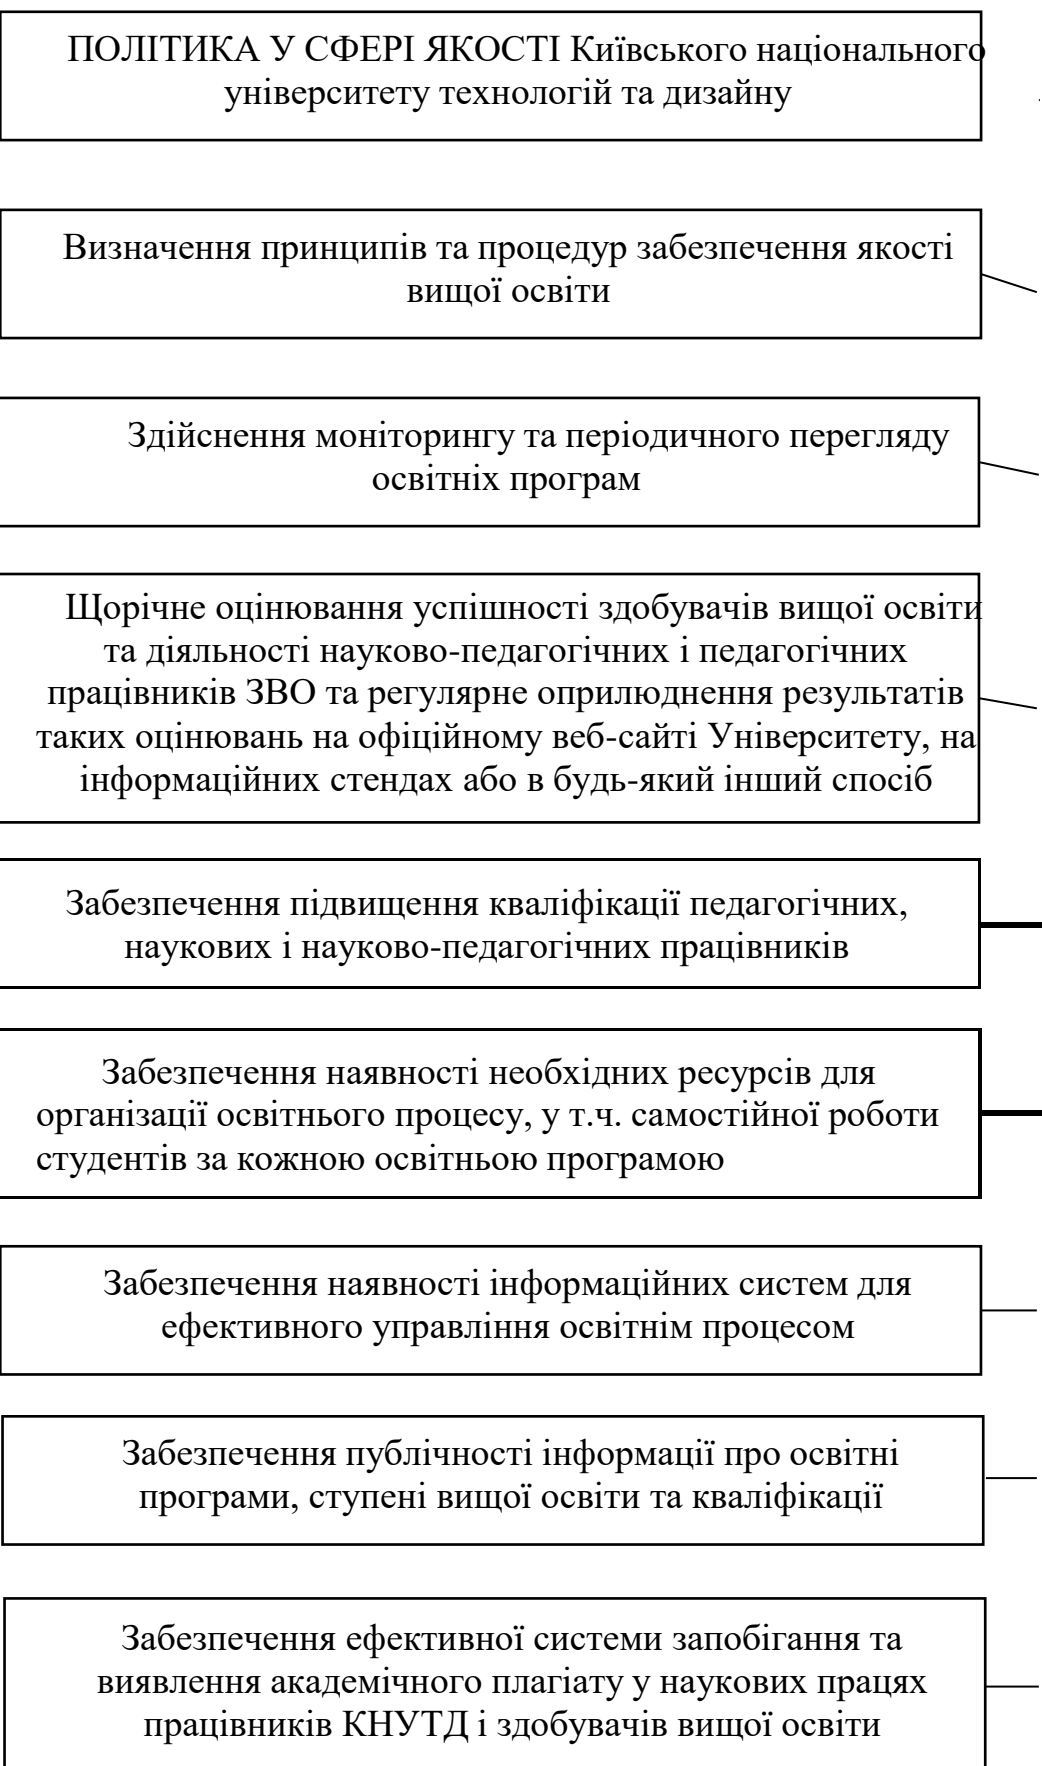 ПОЛІТИКА У СФЕРІ ЯКОСТІ Київського національного
університету технологій та дизайну
Визначення принципів та процедур забезпечення якості
вищої освіти
Здійснення моніторингу та періодичного перегляду
освітніх програм
Щорічне оцінювання успішності здобувачів вищої освіти
та діяльності науково-педагогічних і педагогічних
працівників ЗВО та регулярне оприлюднення результатів
таких оцінювань на офіційному веб-сайті Університету, на
інформаційних стендах або в будь-який інший спосіб
Забезпечення підвищення кваліфікації педагогічних,
наукових і науково-педагогічних працівників
Забезпечення наявності необхідних ресурсів для
організації освітнього процесу, у т.ч. самостійної роботи
студентів за кожною освітньою програмою
Забезпечення наявності інформаційних систем для
ефективного управління освітнім процесом
Забезпечення публічності інформації про освітні
програми, ступені вищої освіти та кваліфікації
Забезпечення ефективної системи запобігання та
виявлення академічного плагіату у наукових працях
працівників КНУТД і здобувачів вищої освіти